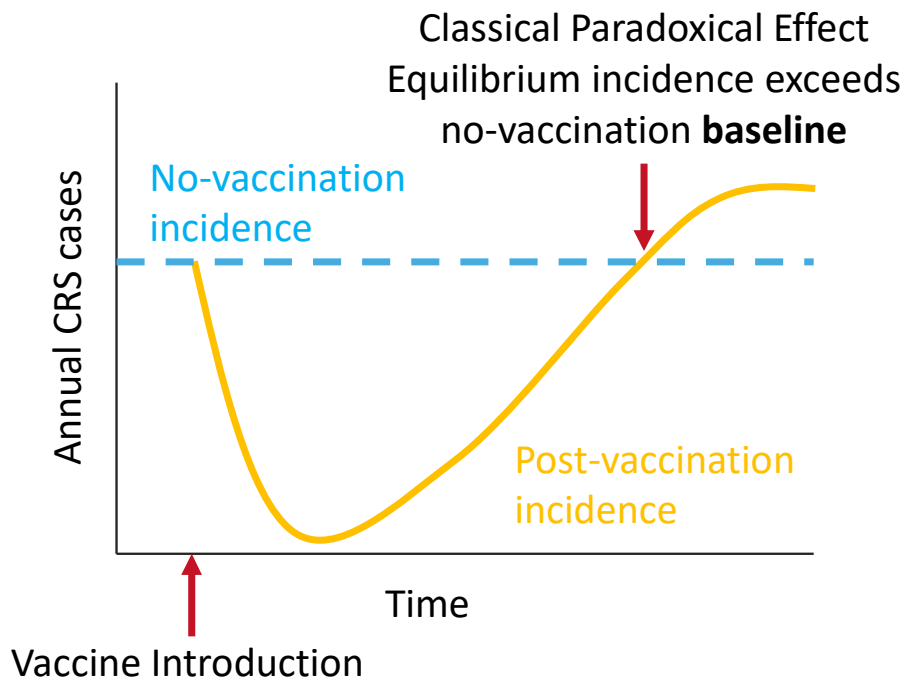 Classical Paradoxical Effect
Equilibrium incidence exceeds
no-vaccination baseline
No-vaccination
incidence
Annual CRS cases
Post-vaccination
incidence
Time
Vaccine Introduction